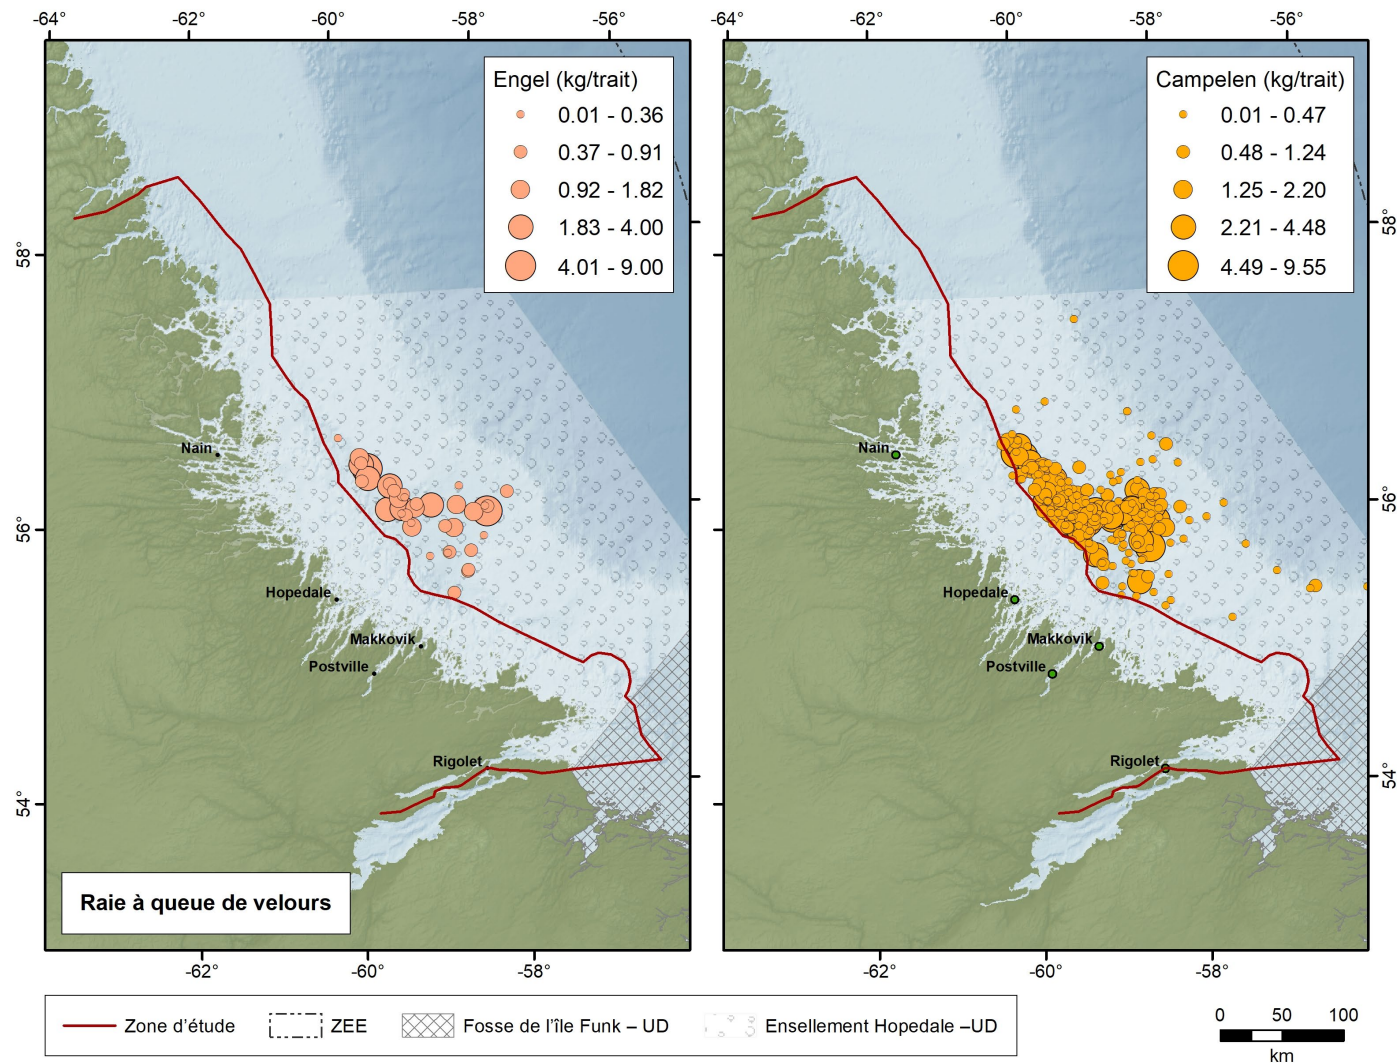 -64° -62° -60° -58° -56°
-64° -62° -60° -58° -56°
Engel (kg/trait)
0.01 - 0.36
0.37 - 0.91
0.92 - 1.82
1.83 - 4.00
4.01 - 9.00
Campelen (kg/trait)
0.01 - 0.47
0.48 - 1.24
1.25 - 2.20
2.21 - 4.48
4.49 - 9.55
58°
56°
54°
58°
56°
54°
Nain
Hopedale
Makkovik
Postville
Rigolet
Nain
Hopedale
Makkovik
Postville
Rigolet
Raie à queue de velours
-62° -60° -58°
-62° -60° -58°
Zone d'étude
ZEE
Fosse de l'île Funk – UD
Ensellement Hopedale –UD
0 50 100
km